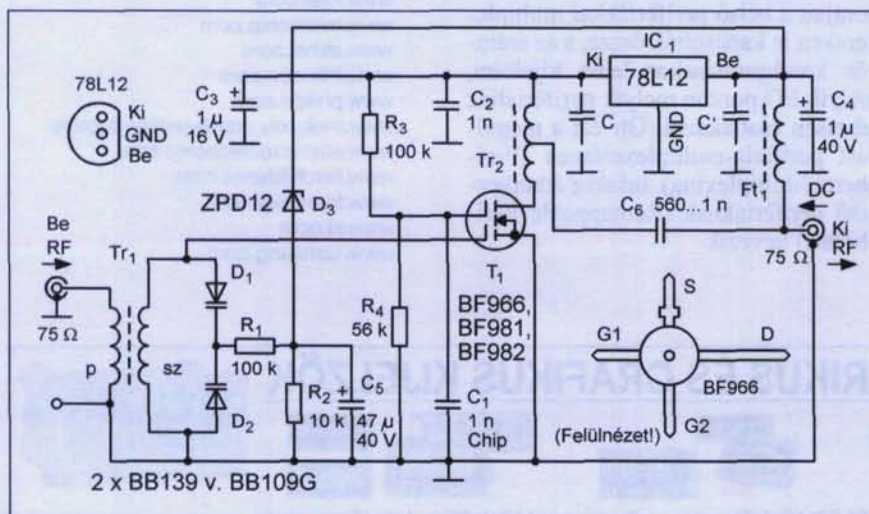 78L12
Ki
GND
Be
C₃
1 µ
16 V
R₃
100 k
C₂
1 n
Tr₂
Ki
IC₁
78L12
Be
C
GND
C'
Ft
C₄
1 µ
40 V
DC
Ki
RF
75 Ω
ZPD12
D₃
C₆ 560...1 n
T₁
BF966,
BF981,
BF982
Be
RF
75 Ω
Tr₁
p
sz
D₁
D₂
R₁
100 k
R₂
10 k
C₅
47 µ
40 V
R₄
56 k
C₁
1 n
Chip
S
G1
D
BF966
G2
(Felülnézet!)
2 x BB139 v. BB109G